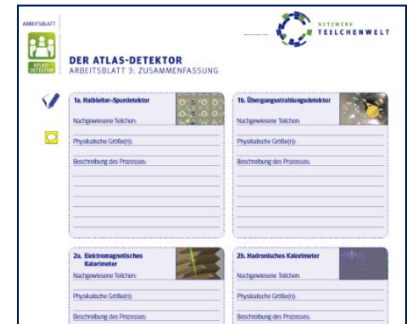 ARBEITSBLATT
NETZWERK
TEILCHENWELT
ATLAS-
DETEKTOR
DER ATLAS-DETEKTOR
ARBEITSBLATT 3: ZUSAMMENFASSUNG
1a. Halbleiter-Spurdetektor
Nachgewiesene Teilchen:
Physikalische Größe(n):
Beschreibung des Prozesses:
1b. Übergangsstrahlungsdetektor
Nachgewiesene Teilchen:
Physikalische Größe(n):
Beschreibung des Prozesses:
2a. Elektromagnetisches
Kalorimeter
Nachgewiesene Teilchen:
Physikalische Größe(n):
Beschreibung des Prozesses:
2b. Hadronisches Kalorimeter
Nachgewiesene Teilchen:
Physikalische Größe(n):
Beschreibung des Prozesses: